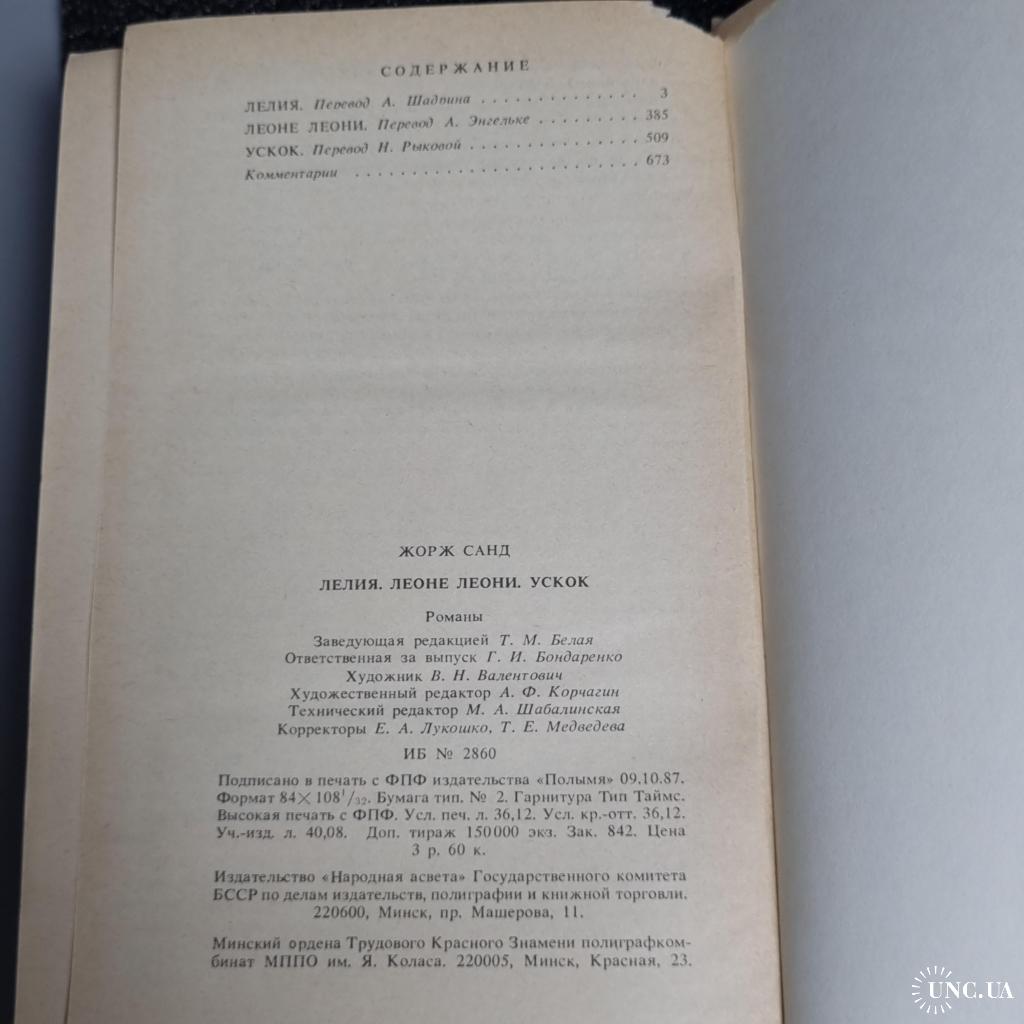 СОДЕРЖАНИЕ
ЛЕЛИЯ. Перевод А. Шадрина . . . . . . . . . . . . . . 3
ЛЕОНЕ ЛЕОНИ. Перевод А. Энгельке . . . . . . . . . 385
УСКОК. Перевод Н. Рыковой . . . . . . . . . . . . . . . 509
Комментарии . . . . . . . . . . . . . . . . . . . . . . . . . 673
ЖОРЖ САНД
ЛЕЛИЯ. ЛЕОНЕ ЛЕОНИ. УСКОК
Романы
Заведующая редакцией Т. М. Белая
Ответственная за выпуск Г. И. Бондаренко
Художник В. Н. Валентович
Художественный редактор А. Ф. Корчагин
Технический редактор М. А. Шабалинская
Корректоры Е. А. Лукошко, Т. Е. Медведева
ИБ № 2860
Подписано в печать с ФПФ издательства «Полымя» 09.10.87.
Формат 84×108¹/₃₂. Бумага тип. № 2. Гарнитура Тип Таймс.
Высокая печать с ФПФ. Усл. печ. л. 36,12. Усл. кр.-отт. 36,12.
Уч.-изд. л. 40,08. Доп. тираж 150 000 экз. Зак. 842. Цена
3 р. 60 к.
Издательство «Народная асвета» Государственного комитета
БССР по делам издательств, полиграфии и книжной торговли.
220600, Минск, пр. Машерова, 11.
Минский ордена Трудового Красного Знамени полиграфком-
бинат МППО им. Я. Коласа. 220005, Минск, Красная, 23.
UNC.UA